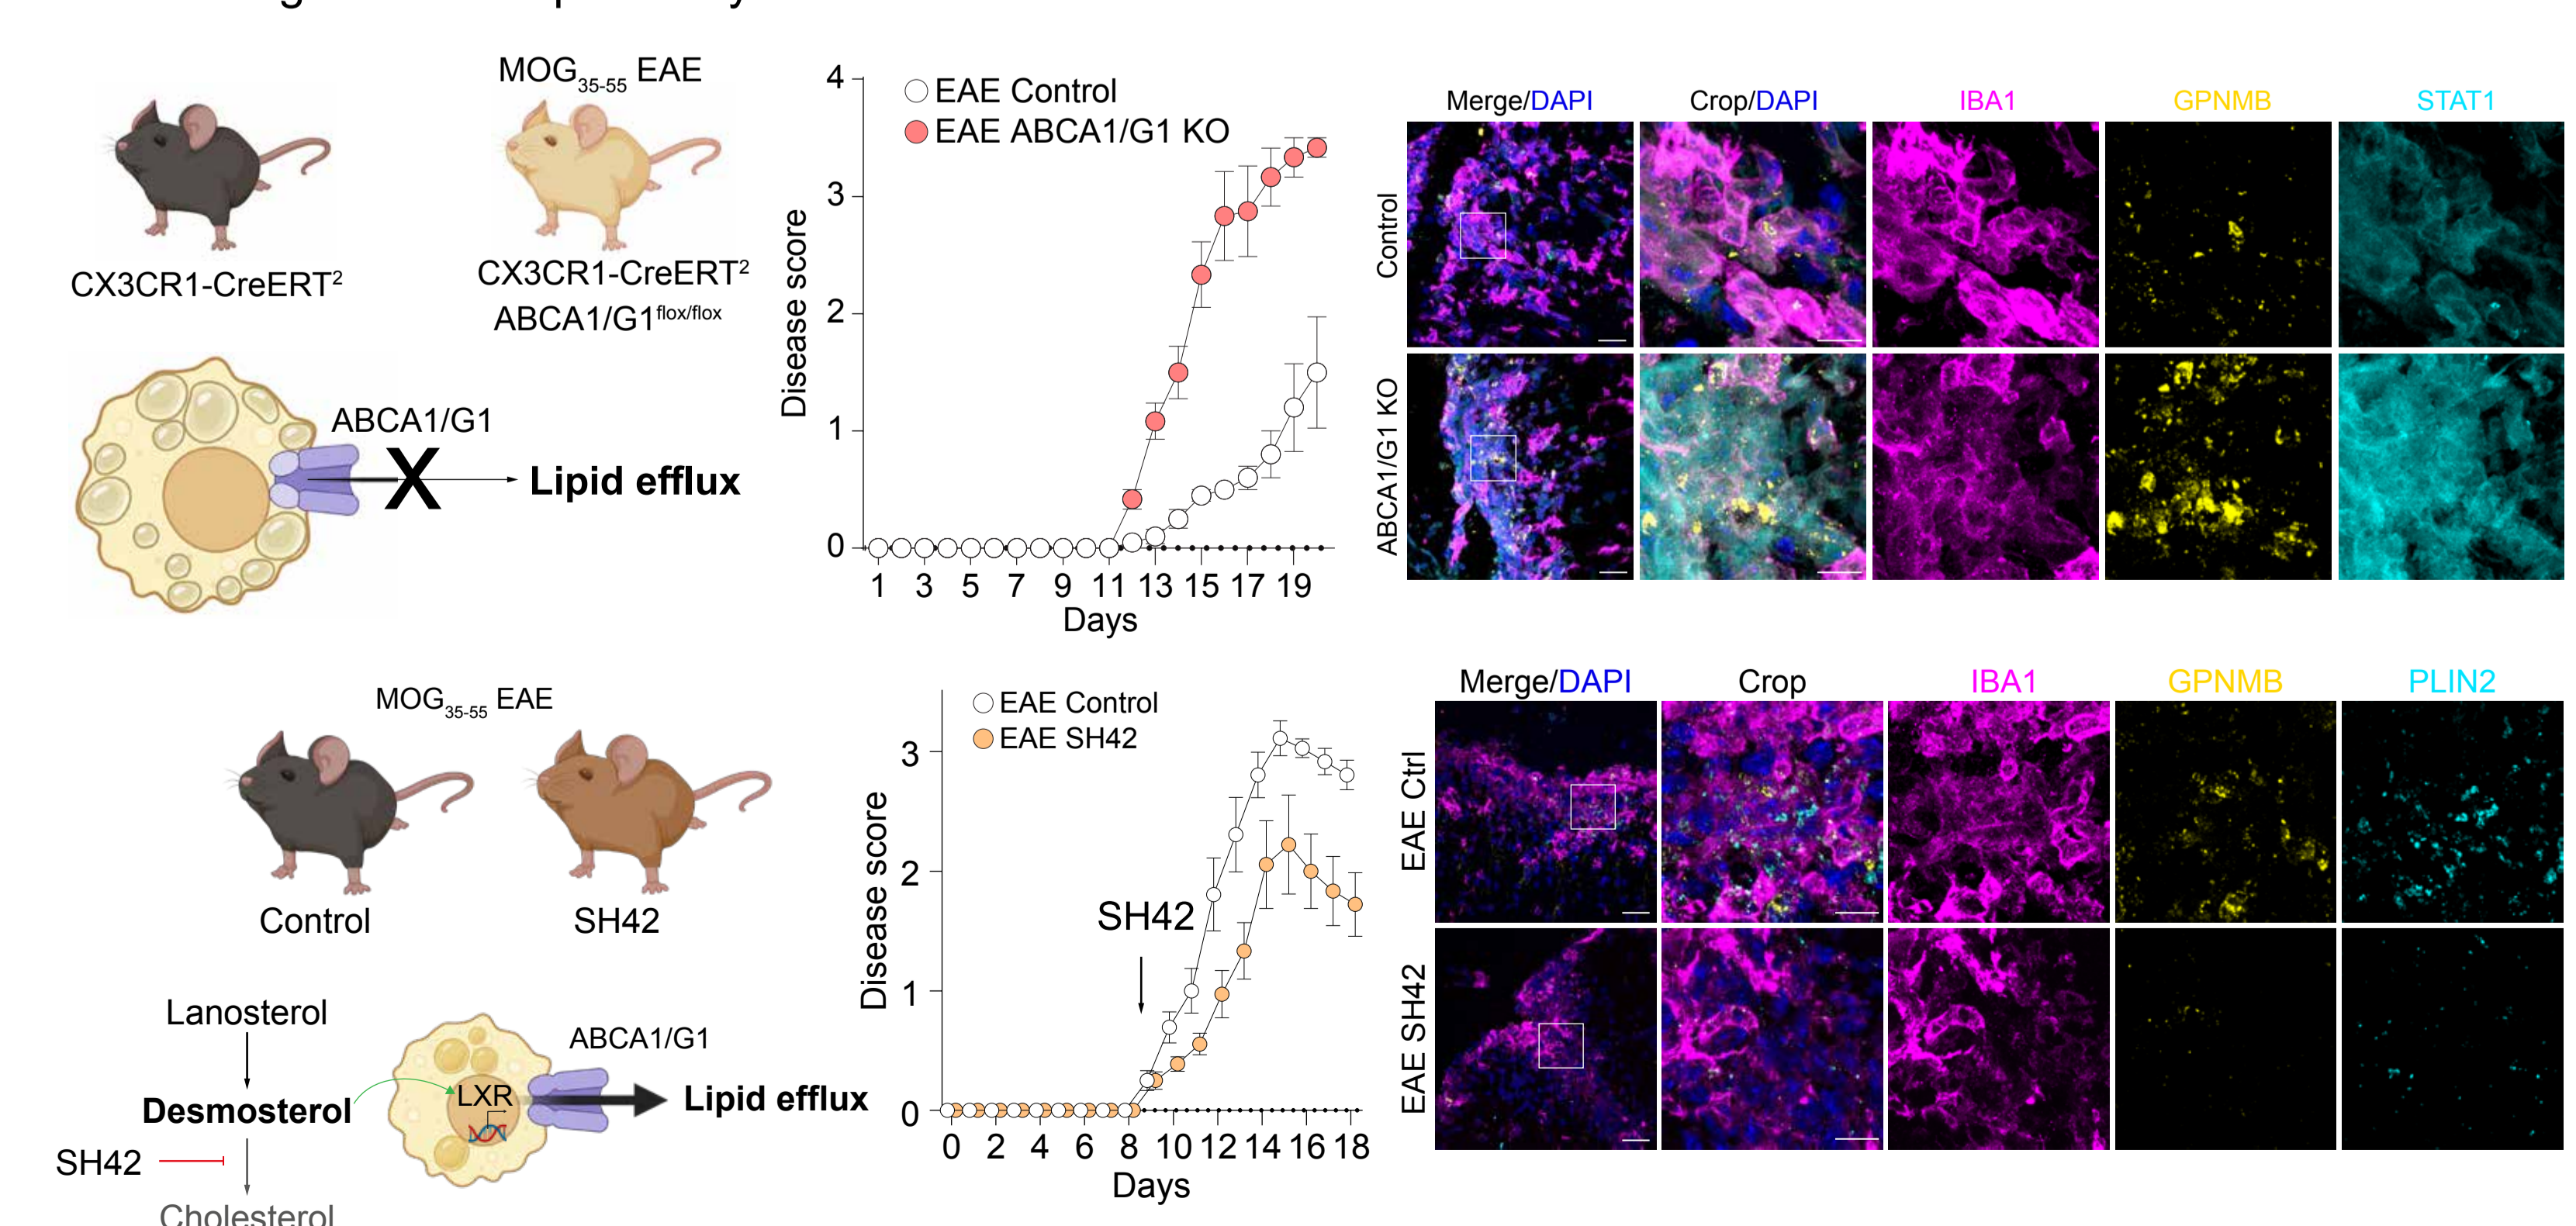 MOG35-55 EAE
CX3CR1-CreERT2
CX3CR1-CreERT2
ABCA1/G1flox/flox
ABCA1/G1
X
Lipid efflux
4
3
2
1
0
Disease score
EAE Control
EAE ABCA1/G1 KO
1 3 5 7 9 11 13 15 17 19
Days
Merge/DAPI Crop/DAPI IBA1 GPNMB STAT1
Control
ABCA1/G1 KO
MOG35-55 EAE
Control
SH42
Lanosterol
Desmosterol
SH42
Cholesterol
LXR
ABCA1/G1
Lipid efflux
3
2
1
0
Disease score
EAE Control
EAE SH42
SH42
0 2 4 6 8 10 12 14 16 18
Days
Merge/DAPI Crop IBA1 GPNMB PLIN2
EAE Ctrl
EAE SH42